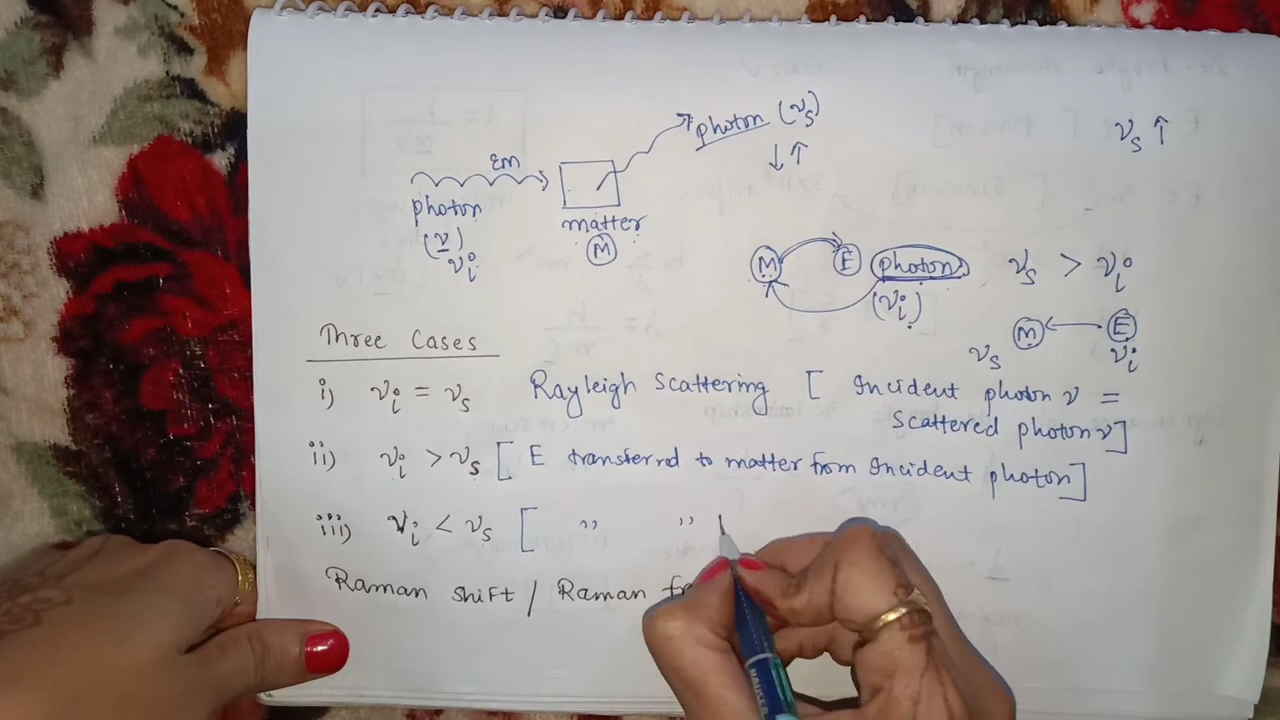 photon (νs)
↓↑
νs ↑
EM
photon
(ν)
νi
matter
M
M E photon
(νi)
νs > νi
M ← E
νs νi
Three Cases
i) νi = νs Rayleigh Scattering [ Incident photon ν =
Scattered photon ν ]
ii) νi > νs [ E transferred to matter from Incident photon ]
iii) νi < νs [ " "
Raman shift / Raman
HAUSER